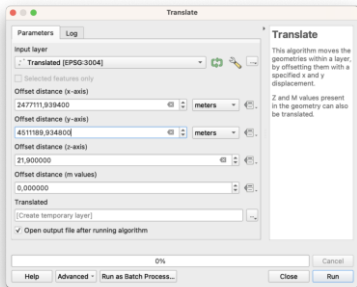 Translate
Parameters Log
Input layer
Translated [EPSG:3004]
Selected features only
Offset distance (x-axis)
2477111,939400 meters
Offset distance (y-axis)
4511189,934800 meters
Offset distance (z-axis)
21,900000
Offset distance (m values)
0,000000
Translated
[Create temporary layer]
Open output file after running algorithm
Translate
This algorithm moves the
geometries within a layer,
by offsetting them with a
specified x and y
displacement.
Z and M values present
in the geometry can also
be translated.
0% Cancel
Help Advanced Run as Batch Process... Close Run